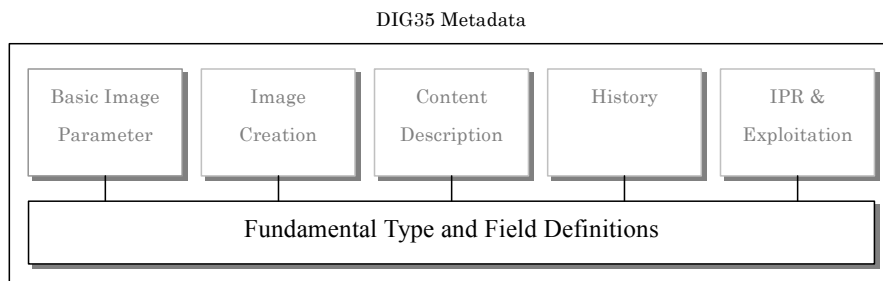 DIG35 Metadata
Basic Image
Parameter
Image
Creation
Content
Description
History
IPR &
Exploitation
Fundamental Type and Field Definitions